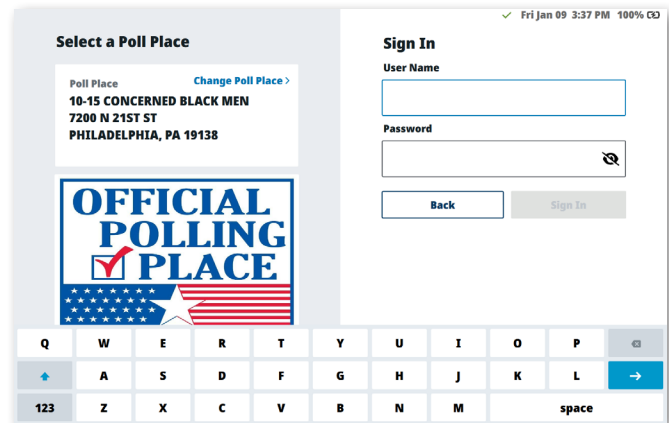 Fri Jan 09 3:37 PM 100%
Select a Poll Place
Poll Place
Change Poll Place >
10-15 CONCERNED BLACK MEN
7200 N 21ST ST
PHILADELPHIA, PA 19138
OFFICIAL
POLLING
PLACE
Sign In
User Name
Password
Back
Sign In
Q W E R T Y U I O P
A S D F G H J K L
123 Z X C V B N M space